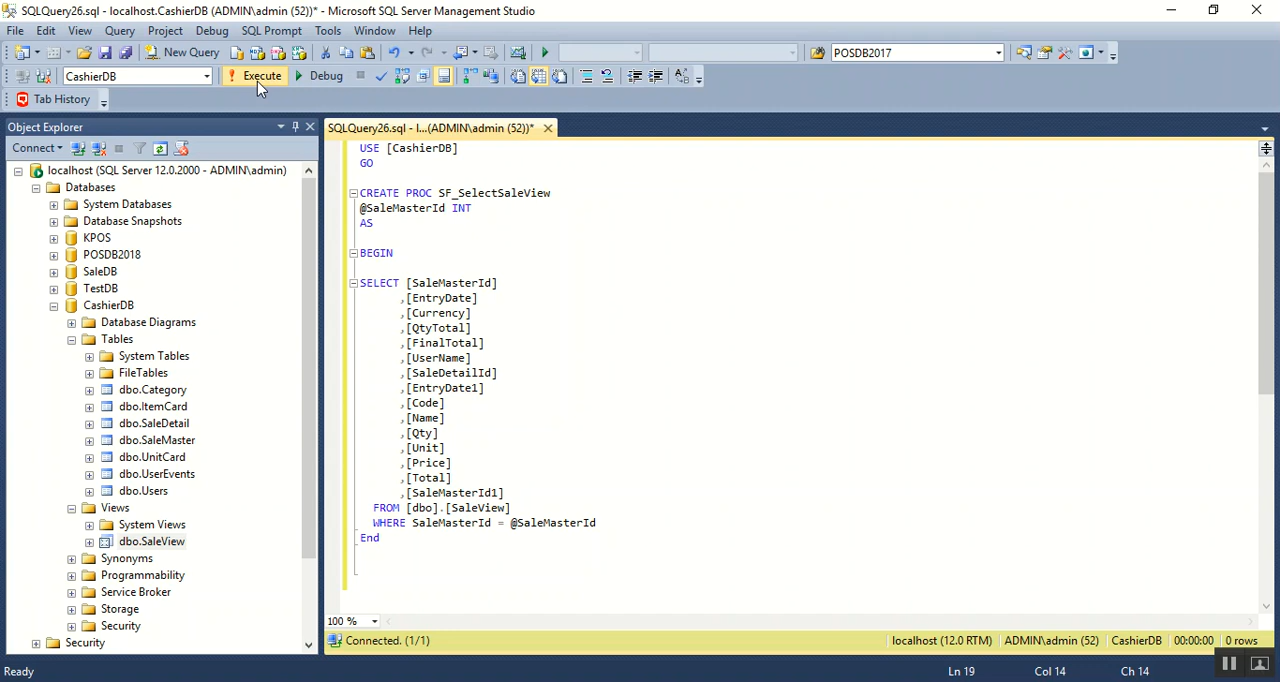 SQLQuery26.sql - localhost.CashierDB (ADMIN\admin (52))* - Microsoft SQL Server Management Studio
File Edit View Query Project Debug SQL Prompt Tools Window Help
New Query POSDB2017
CashierDB Execute Debug
Tab History
Object Explorer
SQLQuery26.sql - l...(ADMIN\admin (52))*
Connect
localhost (SQL Server 12.0.2000 - ADMIN\admin)
Databases
System Databases
Database Snapshots
KPOS
POSDB2018
SaleDB
TestDB
CashierDB
Database Diagrams
Tables
System Tables
FileTables
dbo.Category
dbo.ItemCard
dbo.SaleDetail
dbo.SaleMaster
dbo.UnitCard
dbo.UserEvents
dbo.Users
Views
System Views
dbo.SaleView
Synonyms
Programmability
Service Broker
Storage
Security
Security
USE [CashierDB]
GO
CREATE PROC SF_SelectSaleView
@SaleMasterId INT
AS
BEGIN
SELECT [SaleMasterId]
,[EntryDate]
,[Currency]
,[QtyTotal]
,[FinalTotal]
,[UserName]
,[SaleDetailId]
,[EntryDate1]
,[Code]
,[Name]
,[Qty]
,[Unit]
,[Price]
,[Total]
,[SaleMasterId1]
FROM [dbo].[SaleView]
WHERE SaleMasterId = @SaleMasterId
End
100 %
Connected. (1/1) localhost (12.0 RTM) ADMIN\admin (52) CashierDB 00:00:00 0 rows
Ready Ln 19 Col 14 Ch 14